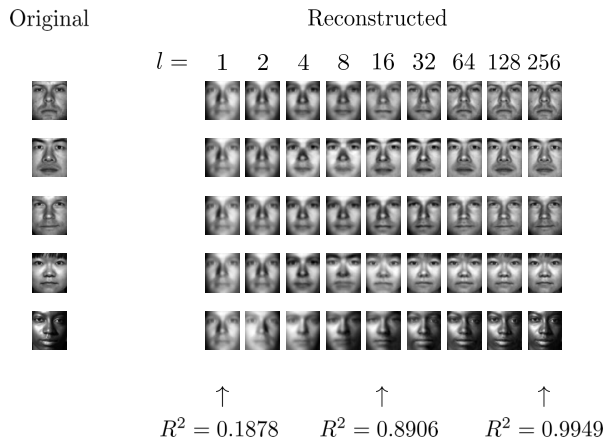 Original Reconstructed
l = 1 2 4 8 16 32 64 128 256
↑ ↑ ↑
R² = 0.1878 R² = 0.8906 R² = 0.9949